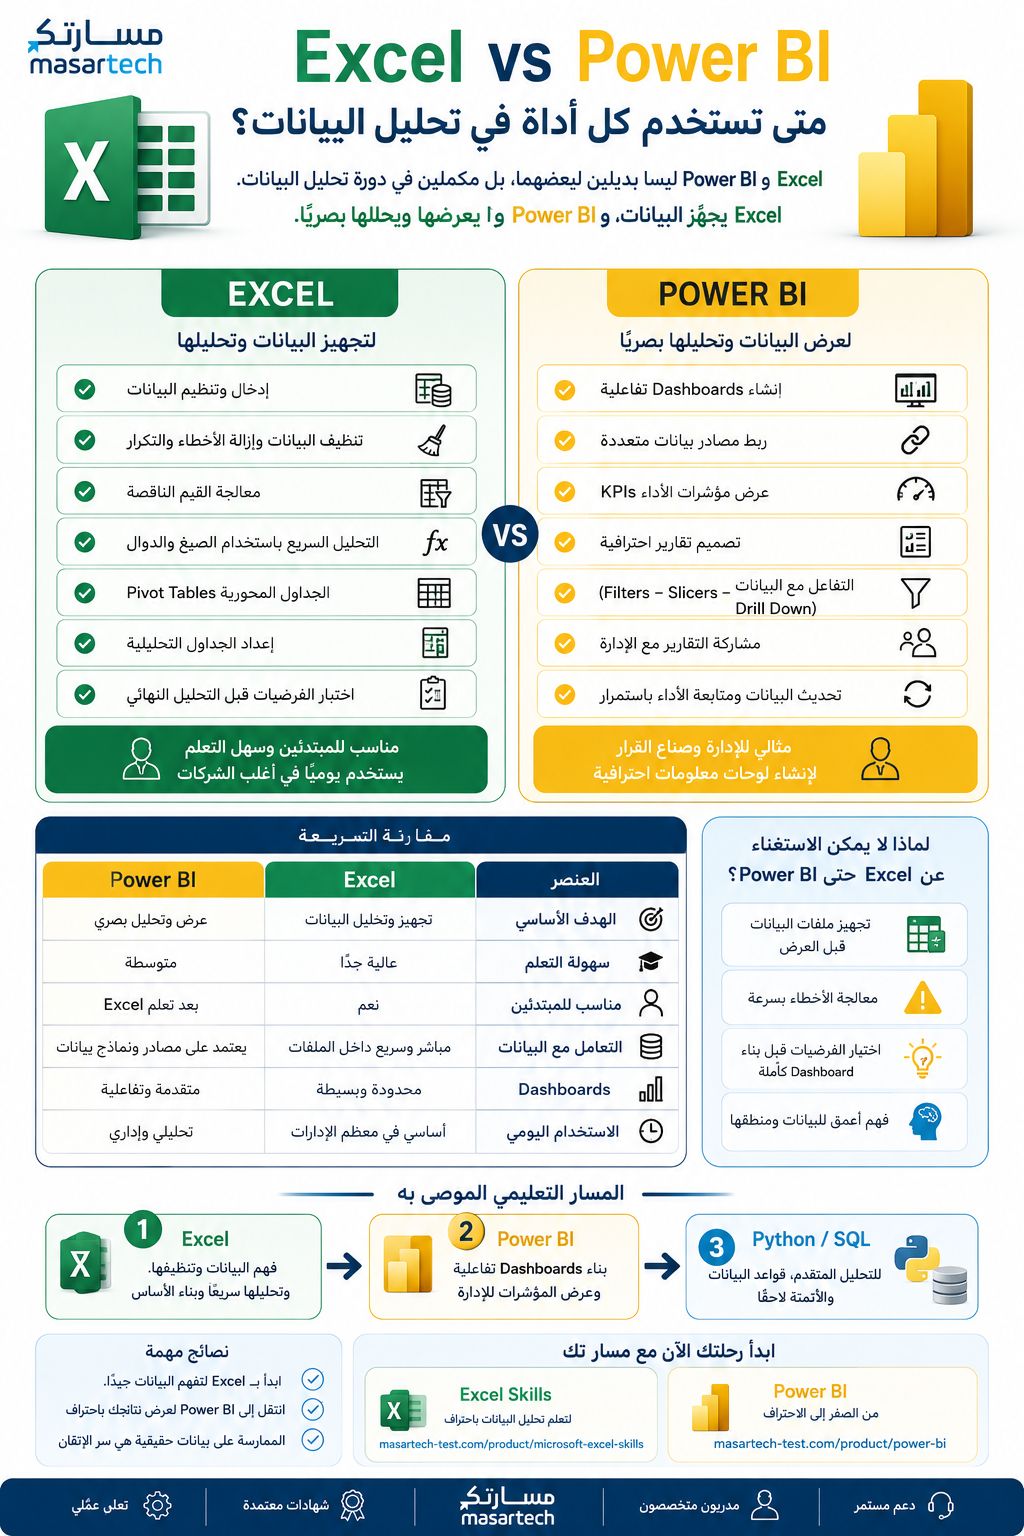 مسارتك
masartech
Excel vs Power BI
متى تستخدم كل أداة في تحليل البيانات؟
Excel و Power BI ليسا بديلين لبعضهما، بل مكملين في دورة تحليل البيانات.
Excel يجهّز البيانات، و Power BI وا يعرضها ويحللها بصريًا.
EXCEL
لتجهيز البيانات وتحليلها
إدخال وتنظيم البيانات
تنظيف البيانات وإزالة الأخطاء والتكرار
معالجة القيم الناقصة
التحليل السريع باستخدام الصيغ والدوال
fx
الجداول المحورية Pivot Tables
إعداد الجداول التحليلية
اختبار الفرضيات قبل التحليل النهائي
مناسب للمبتدئين وسهل التعلم
يستخدم يوميًا في أغلب الشركات
VS
POWER BI
لعرض البيانات وتحليلها بصريًا
إنشاء Dashboards تفاعلية
ربط مصادر بيانات متعددة
عرض مؤشرات الأداء KPIs
تصميم تقارير احترافية
التفاعل مع البيانات (Filters – Slicers –
Drill Down)
مشاركة التقارير مع الإدارة
تحديث البيانات ومتابعة الأداء باستمرار
مثالي للإدارة وصناع القرار
لإنشاء لوحات معلومات احترافية
مـقـارنـة التسريـعـة
العنصر Excel Power BI
الهدف الأساسي تجهيز وتخليل البيانات عرض وتحليل بصري
سهولة التعلم عالية جدًا متوسطة
مناسب للمبتدئين نعم بعد تعلم Excel
التعامل مع البيانات مباشر وسريع داخل الملفات يعتمد على مصادر ونماذج بيانات
Dashboards محدودة وبسيطة متقدمة وتفاعلية
الاستخدام اليومي أساسي في معظم الإدارات تحليلي وإداري
لماذا لا يمكن الاستغناء
عن Excel حتى Power BI؟
تجهيز ملفات البيانات
قبل العرض
معالجة الأخطاء بسرعة
اختيار الفرضيات قبل بناء
Dashboard كاملة
فهم أعمق للبيانات ومنطقها
المسار التعليمي الموصى به
1 Excel
فهم البيانات وتنظيفها.
وتحليلها سريعًا وبناء الأساس
2 Power BI
بناء Dashboards تفاعلية
وعرض المؤشرات للإدارة
3 Python / SQL
للتحليل المتقدم، قواعد البيانات
والأتمتة لاحقًا
نصائح مهمة
ابدأ بـ Excel لتفهم البيانات جيدًا.
انتقل إلى Power BI لعرض نتائجك باحتراف
الممارسة على بيانات حقيقية هي سر الإتقان
ابدأ رحلتك الآن مع مسار تك
Excel Skills
لتعلم تحليل البيانات باحتراف
masartech-test.com/product/microsoft-excel-skills
Power BI
من الصفر إلى الاحتراف
masartech-test.com/product/power-bi
دعم مستمر
مدربون متخصصون
مسارتك
masartech
شهادات معتمدة